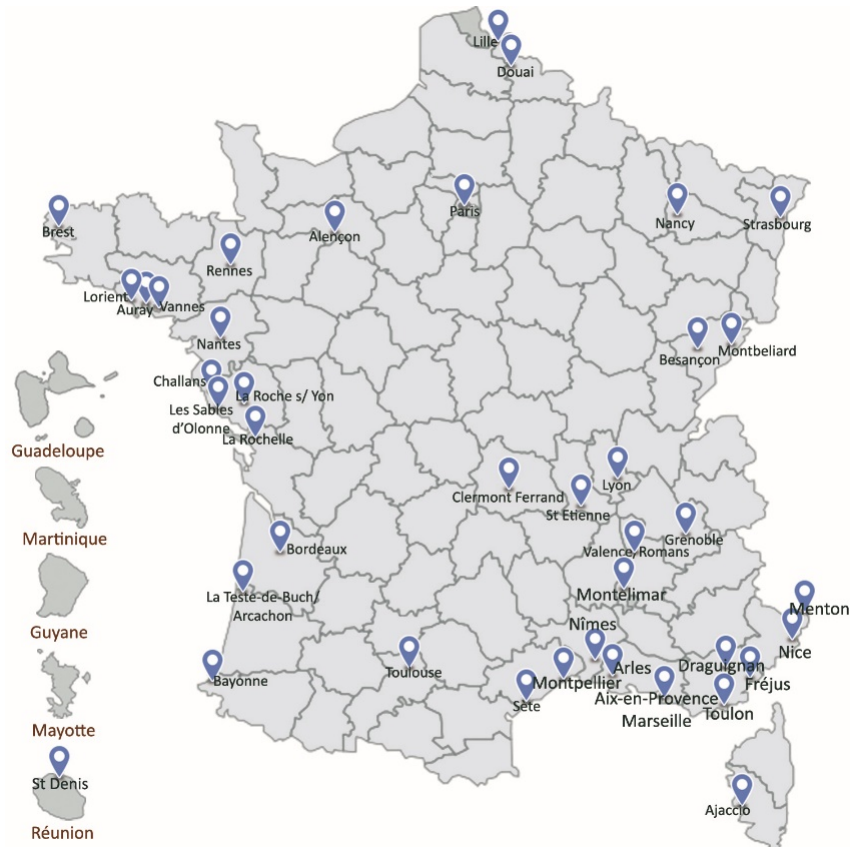 Lille
Douai
Paris
Brest
Alençon
Nancy
Strasbourg
Rennes
Lorient
Auray
Vannes
Nantes
Besançon
Montbeliard
Challans
La Roche s/ Yon
Les Sables
d'Olonne
La Rochelle
Guadeloupe
Lyon
Clermont Ferrand
St Etienne
Martinique
Grenoble
Bordeaux
Valence/Romans
La Teste-de-Buch/
Arcachon
Montélimar
Menton
Guyane
Nîmes
Nice
Toulouse
Arles
Draguignan
Bayonne
Montpellier
Fréjus
Sète
Aix-en-Provence
Marseille
Toulon
Mayotte
St Denis
Ajaccio
Réunion